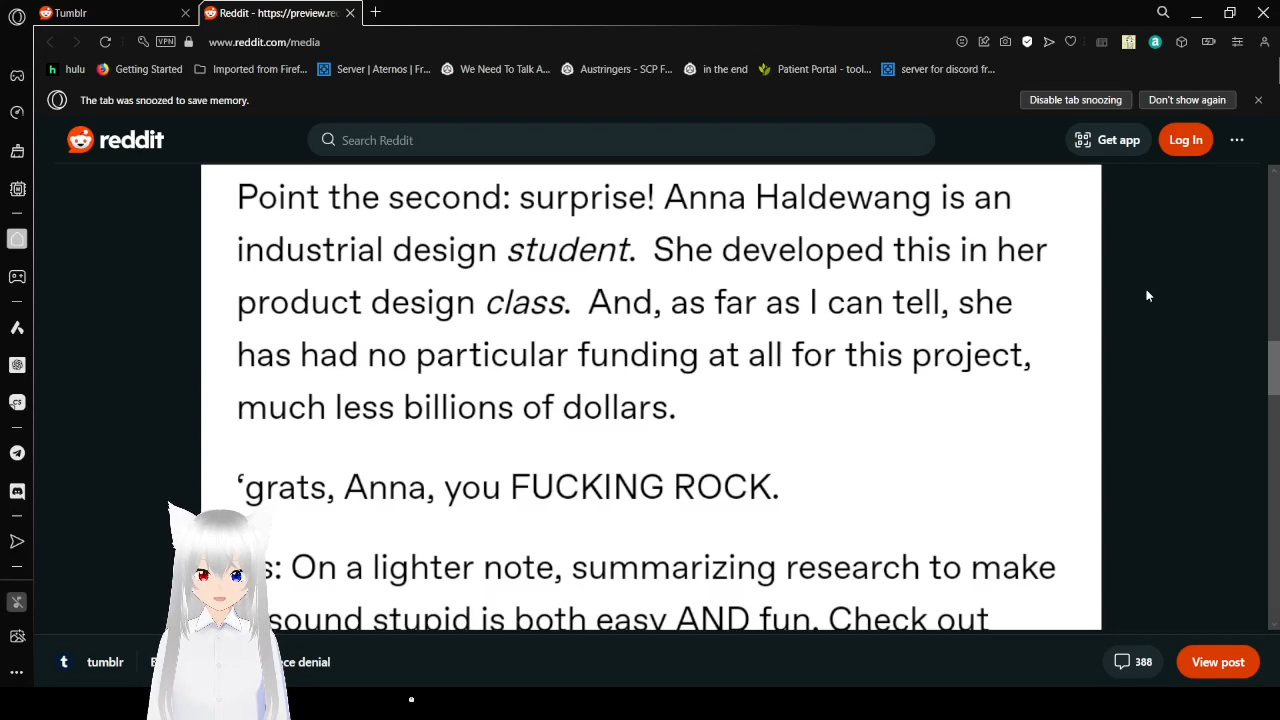 Tumblr
Reddit - https://preview.rec
VPN
www.reddit.com/media
hulu
Getting Started
Imported from Firef...
Server | Aternos | Fr...
We Need To Talk A...
Austringers - SCP F...
in the end
Patient Portal - tool...
server for discord fr...
The tab was snoozed to save memory.
Disable tab snoozing
Don't show again
reddit
Search Reddit
Get app
Log In
Point the second: surprise! Anna Haldewang is an
industrial design student. She developed this in her
product design class. And, as far as I can tell, she
has had no particular funding at all for this project,
much less billions of dollars.
‘grats, Anna, you FUCKING ROCK.
s: On a lighter note, summarizing research to make
sound stupid is both easy AND fun. Check out
tumblr
ce denial
388
View post